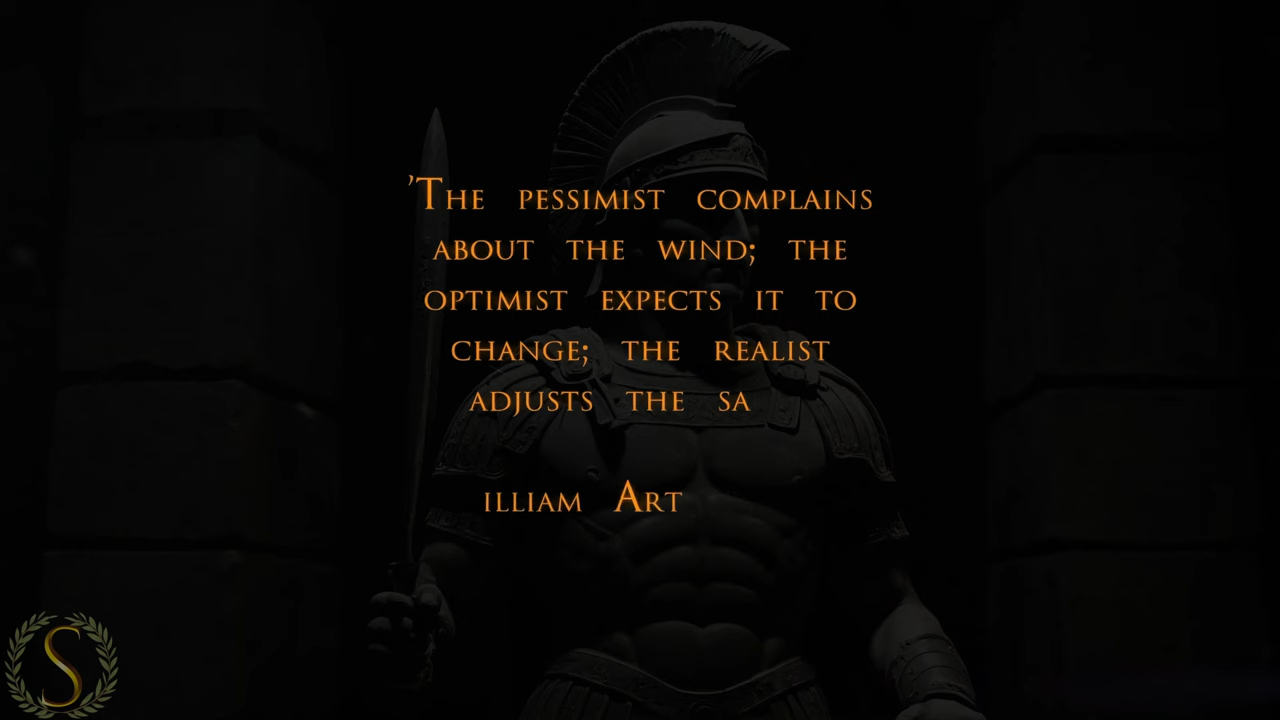 'The pessimist complains
about the wind; the
optimist expects it to
change; the realist
adjusts the sa
illiam Art
S